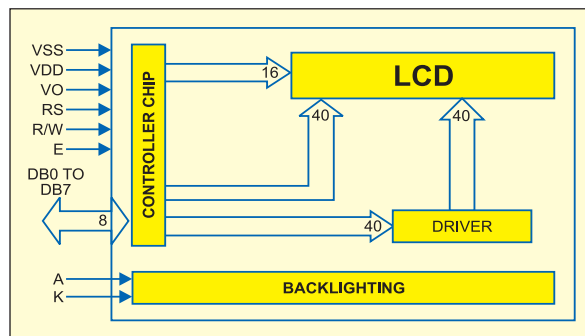 VSS
VDD
VO
RS
R/W
E
DB0 TO
DB7
8
A
K
CONTROLLER CHIP
16
LCD
40
40
40
DRIVER
BACKLIGHTING